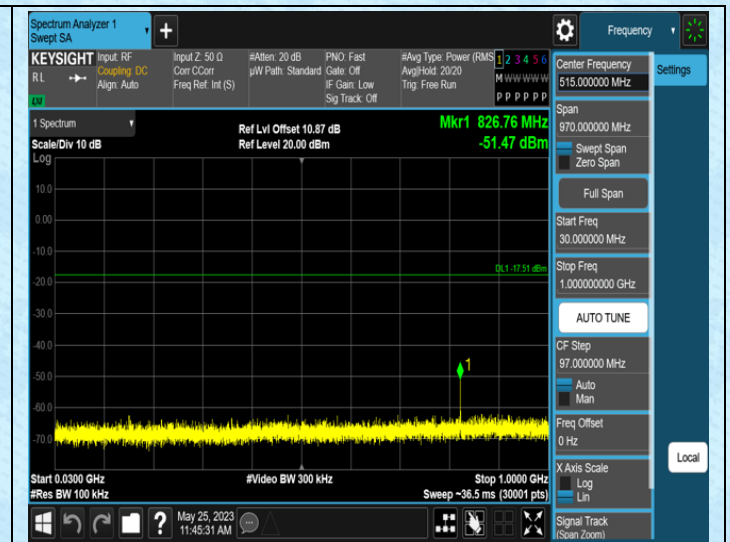 Spectrum Analyzer 1
Swept SA
+
Frequency
KEYSIGHT
RL
LXI
Input: RF
Coupling: DC
Align: Auto
Input Z: 50 Ω
Corr CCorr
Freq Ref: Int (S)
#Atten: 20 dB
µW Path: Standard
PNO: Fast
Gate: Off
IF Gain: Low
Sig Track: Off
#Avg Type: Power (RMS
Avg|Hold: 20/20
Trig: Free Run
1 2 3 4 5 6
M W W W W W
P P P P P P
1 Spectrum
Scale/Div 10 dB
Log
Ref Lvl Offset 10.87 dB
Ref Level 20.00 dBm
Mkr1 826.76 MHz
-51.47 dBm
10.0
0.00
-10.0
DL1 -17.51 dBm
-20.0
-30.0
-40.0
1
-50.0
-60.0
-70.0
Start 0.0300 GHz
#Res BW 100 kHz
#Video BW 300 kHz
Stop 1.0000 GHz
Sweep ~36.5 ms (30001 pts)
?
May 25, 2023
11:45:31 AM
Center Frequency
515.000000 MHz
Settings
Span
970.000000 MHz
Swept Span
Zero Span
Full Span
Start Freq
30.000000 MHz
Stop Freq
1.000000000 GHz
AUTO TUNE
CF Step
97.000000 MHz
Auto
Man
Freq Offset
0 Hz
X Axis Scale
Log
Lin
Local
Signal Track
(Span Zoom)